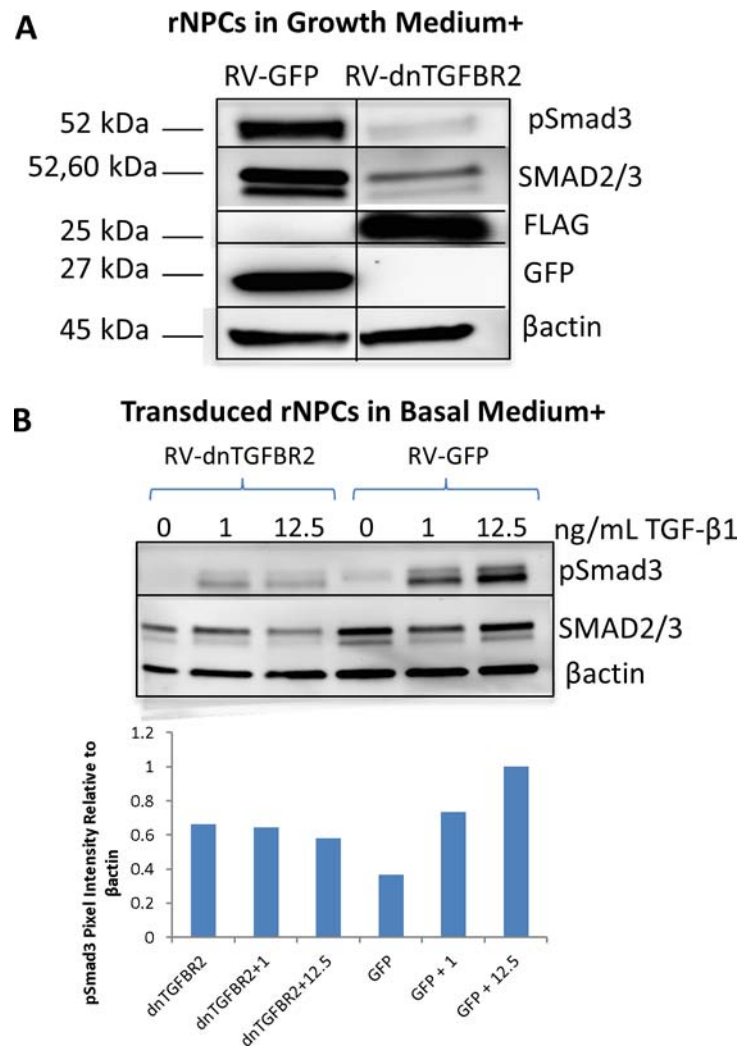 A
rNPCs in Growth Medium+
RV-GFP RV-dnTGFBR2
52 kDa pSmad3
52,60 kDa SMAD2/3
25 kDa FLAG
27 kDa GFP
45 kDa βactin
B
Transduced rNPCs in Basal Medium+
RV-dnTGFBR2 RV-GFP
0 1 12.5 0 1 12.5 ng/mL TGF-β1
pSmad3
SMAD2/3
βactin
pSmad3 Pixel Intensity Relative to
βactin
1.2
1
0.8
0.6
0.4
0.2
0
dnTGFBR2
dnTGFBR2+1
dnTGFBR2+12.5
GFP
GFP + 1
GFP + 12.5